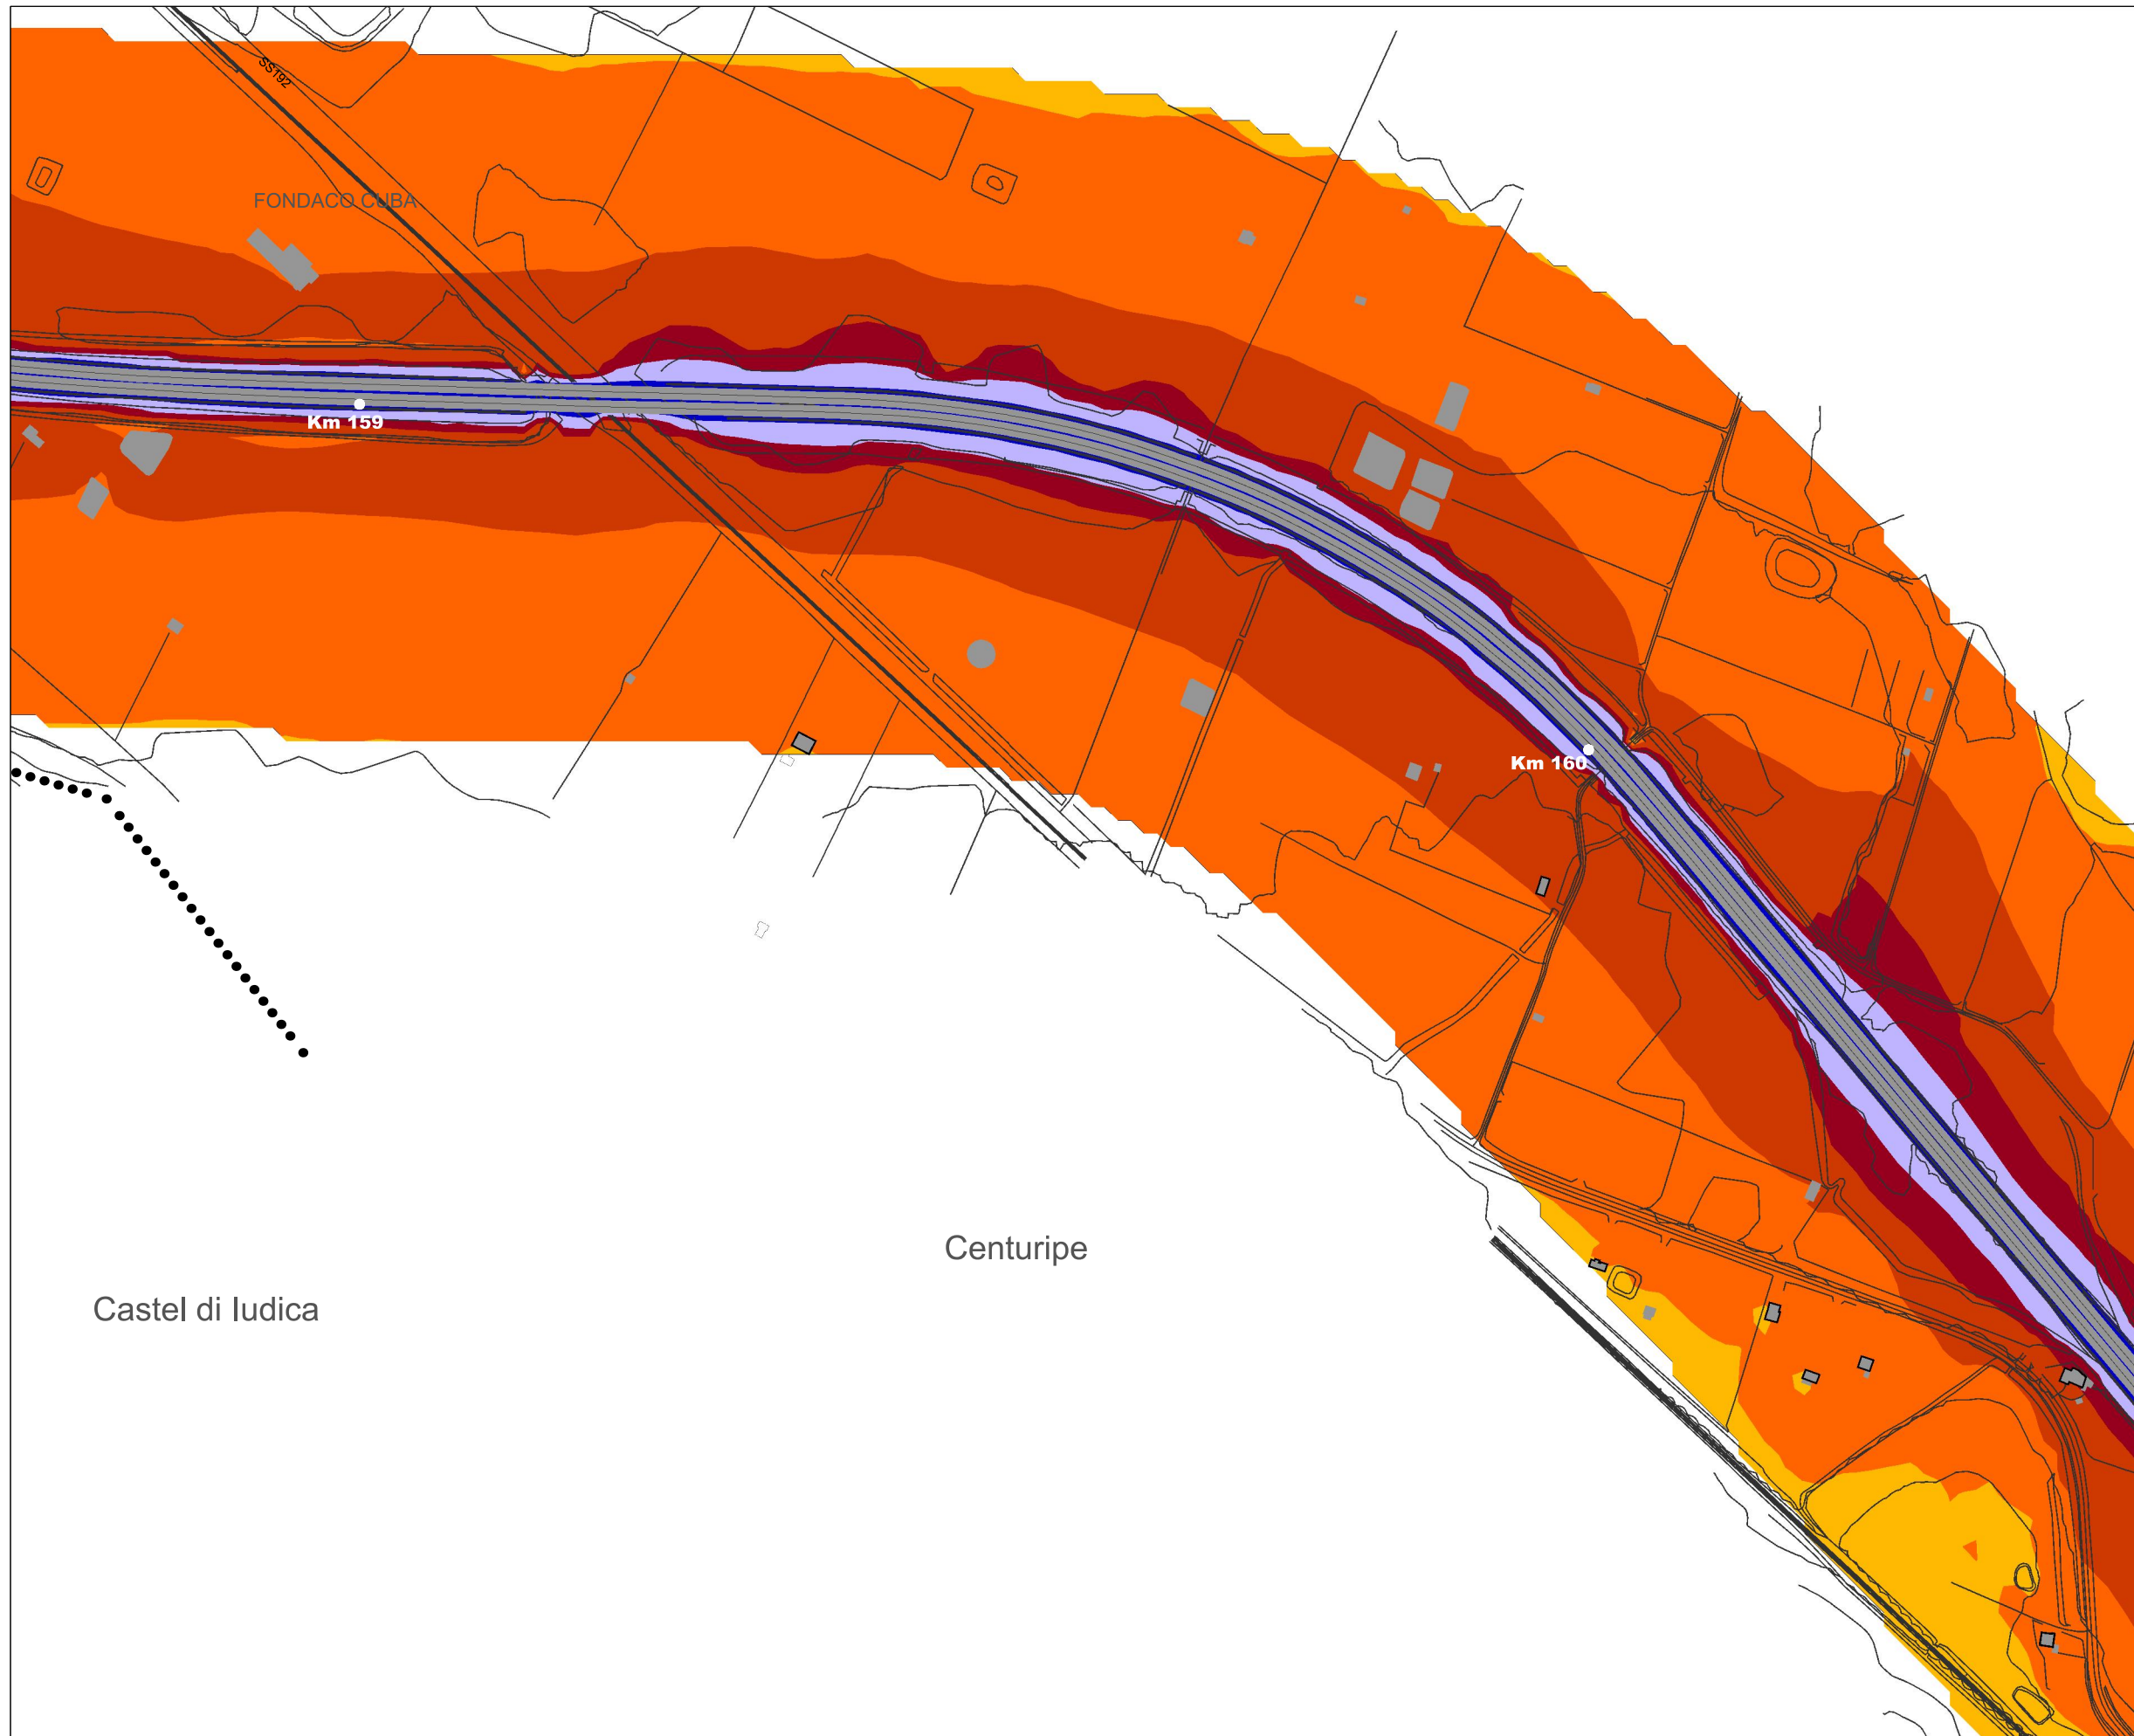 SS192
FONDACO CUBA
Km 159
Km 160
Centuripe
Castel di Iudica